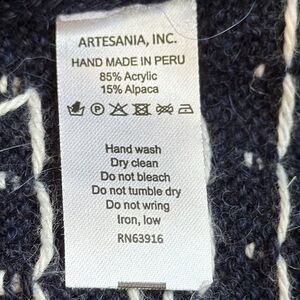 ARTESANIA, INC.
HAND MADE IN PERU
85% Acrylic
15% Alpaca
P
Hand wash
Dry clean
Do not bleach
Do not tumble dry
Do not wring
Iron, low
RN63916